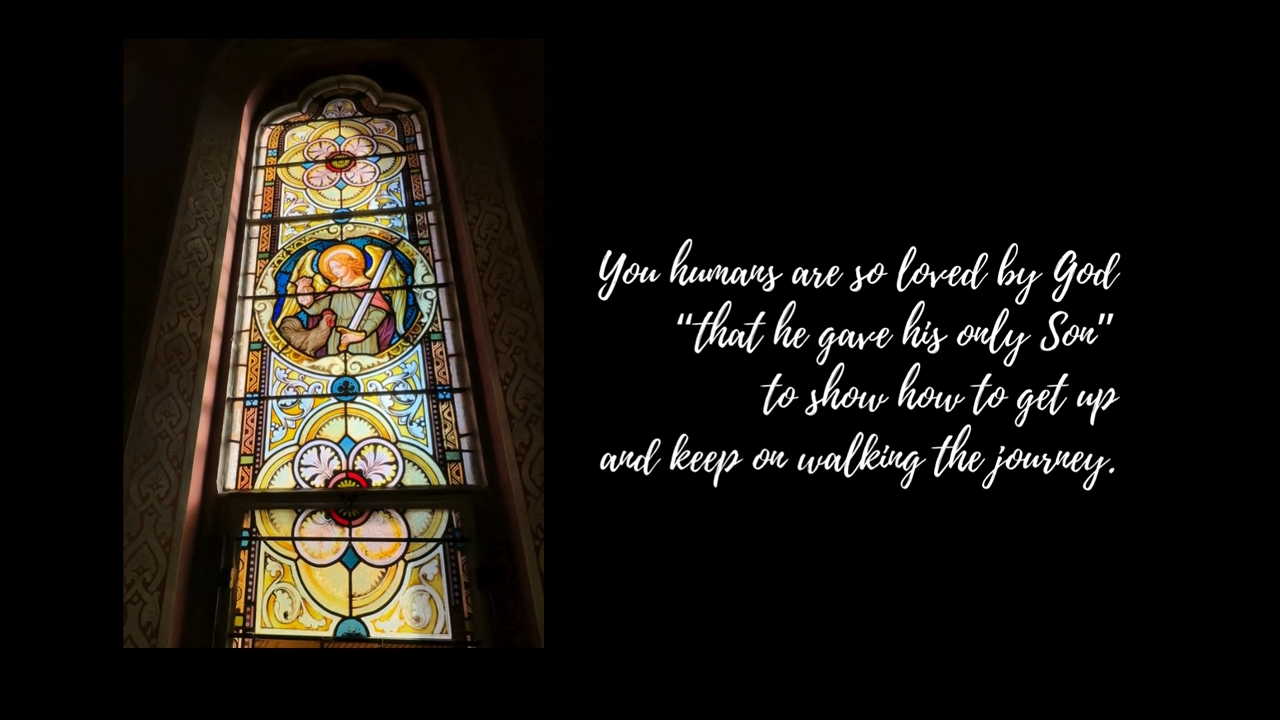 You humans are so loved by God
“that he gave his only Son”
to show how to get up
and keep on walking the journey.